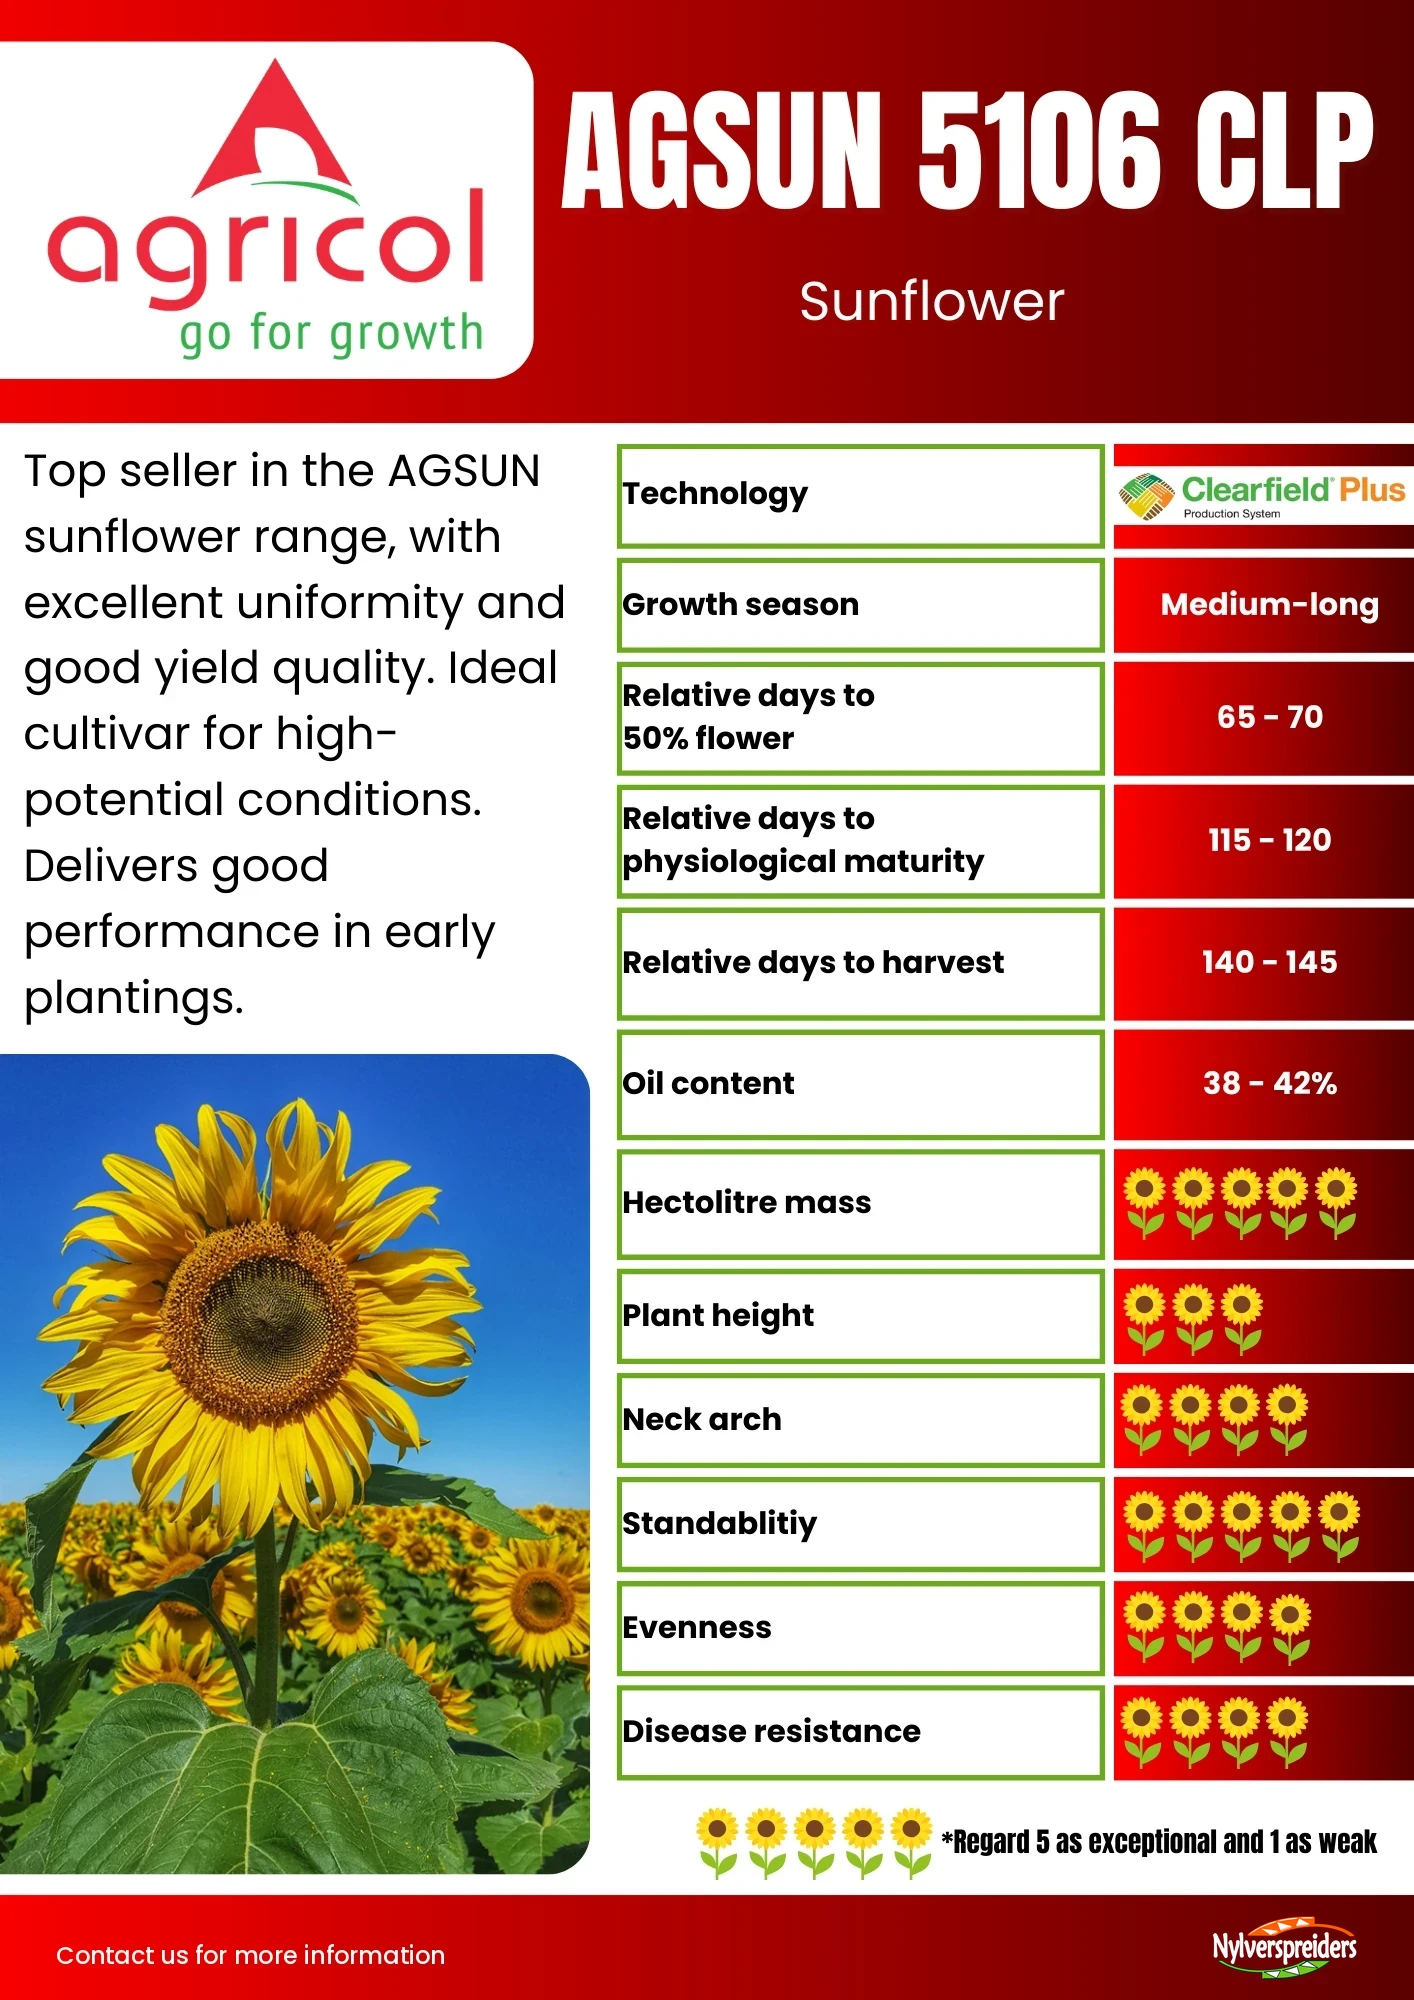 agricol
go for growth
AGSUN 5106 CLP
Sunflower
Top seller in the AGSUN
sunflower range, with
excellent uniformity and
good yield quality. Ideal
cultivar for high-
potential conditions.
Delivers good
performance in early
plantings.
Technology
Clearfield® Plus
Production System
Growth season
Medium-long
Relative days to
50% flower
65 - 70
Relative days to
physiological maturity
115 - 120
Relative days to harvest
140 - 145
Oil content
38 - 42%
Hectolitre mass
Plant height
Neck arch
Standablitiy
Evenness
Disease resistance
*Regard 5 as exceptional and 1 as weak
Contact us for more information
Nylverspreiders